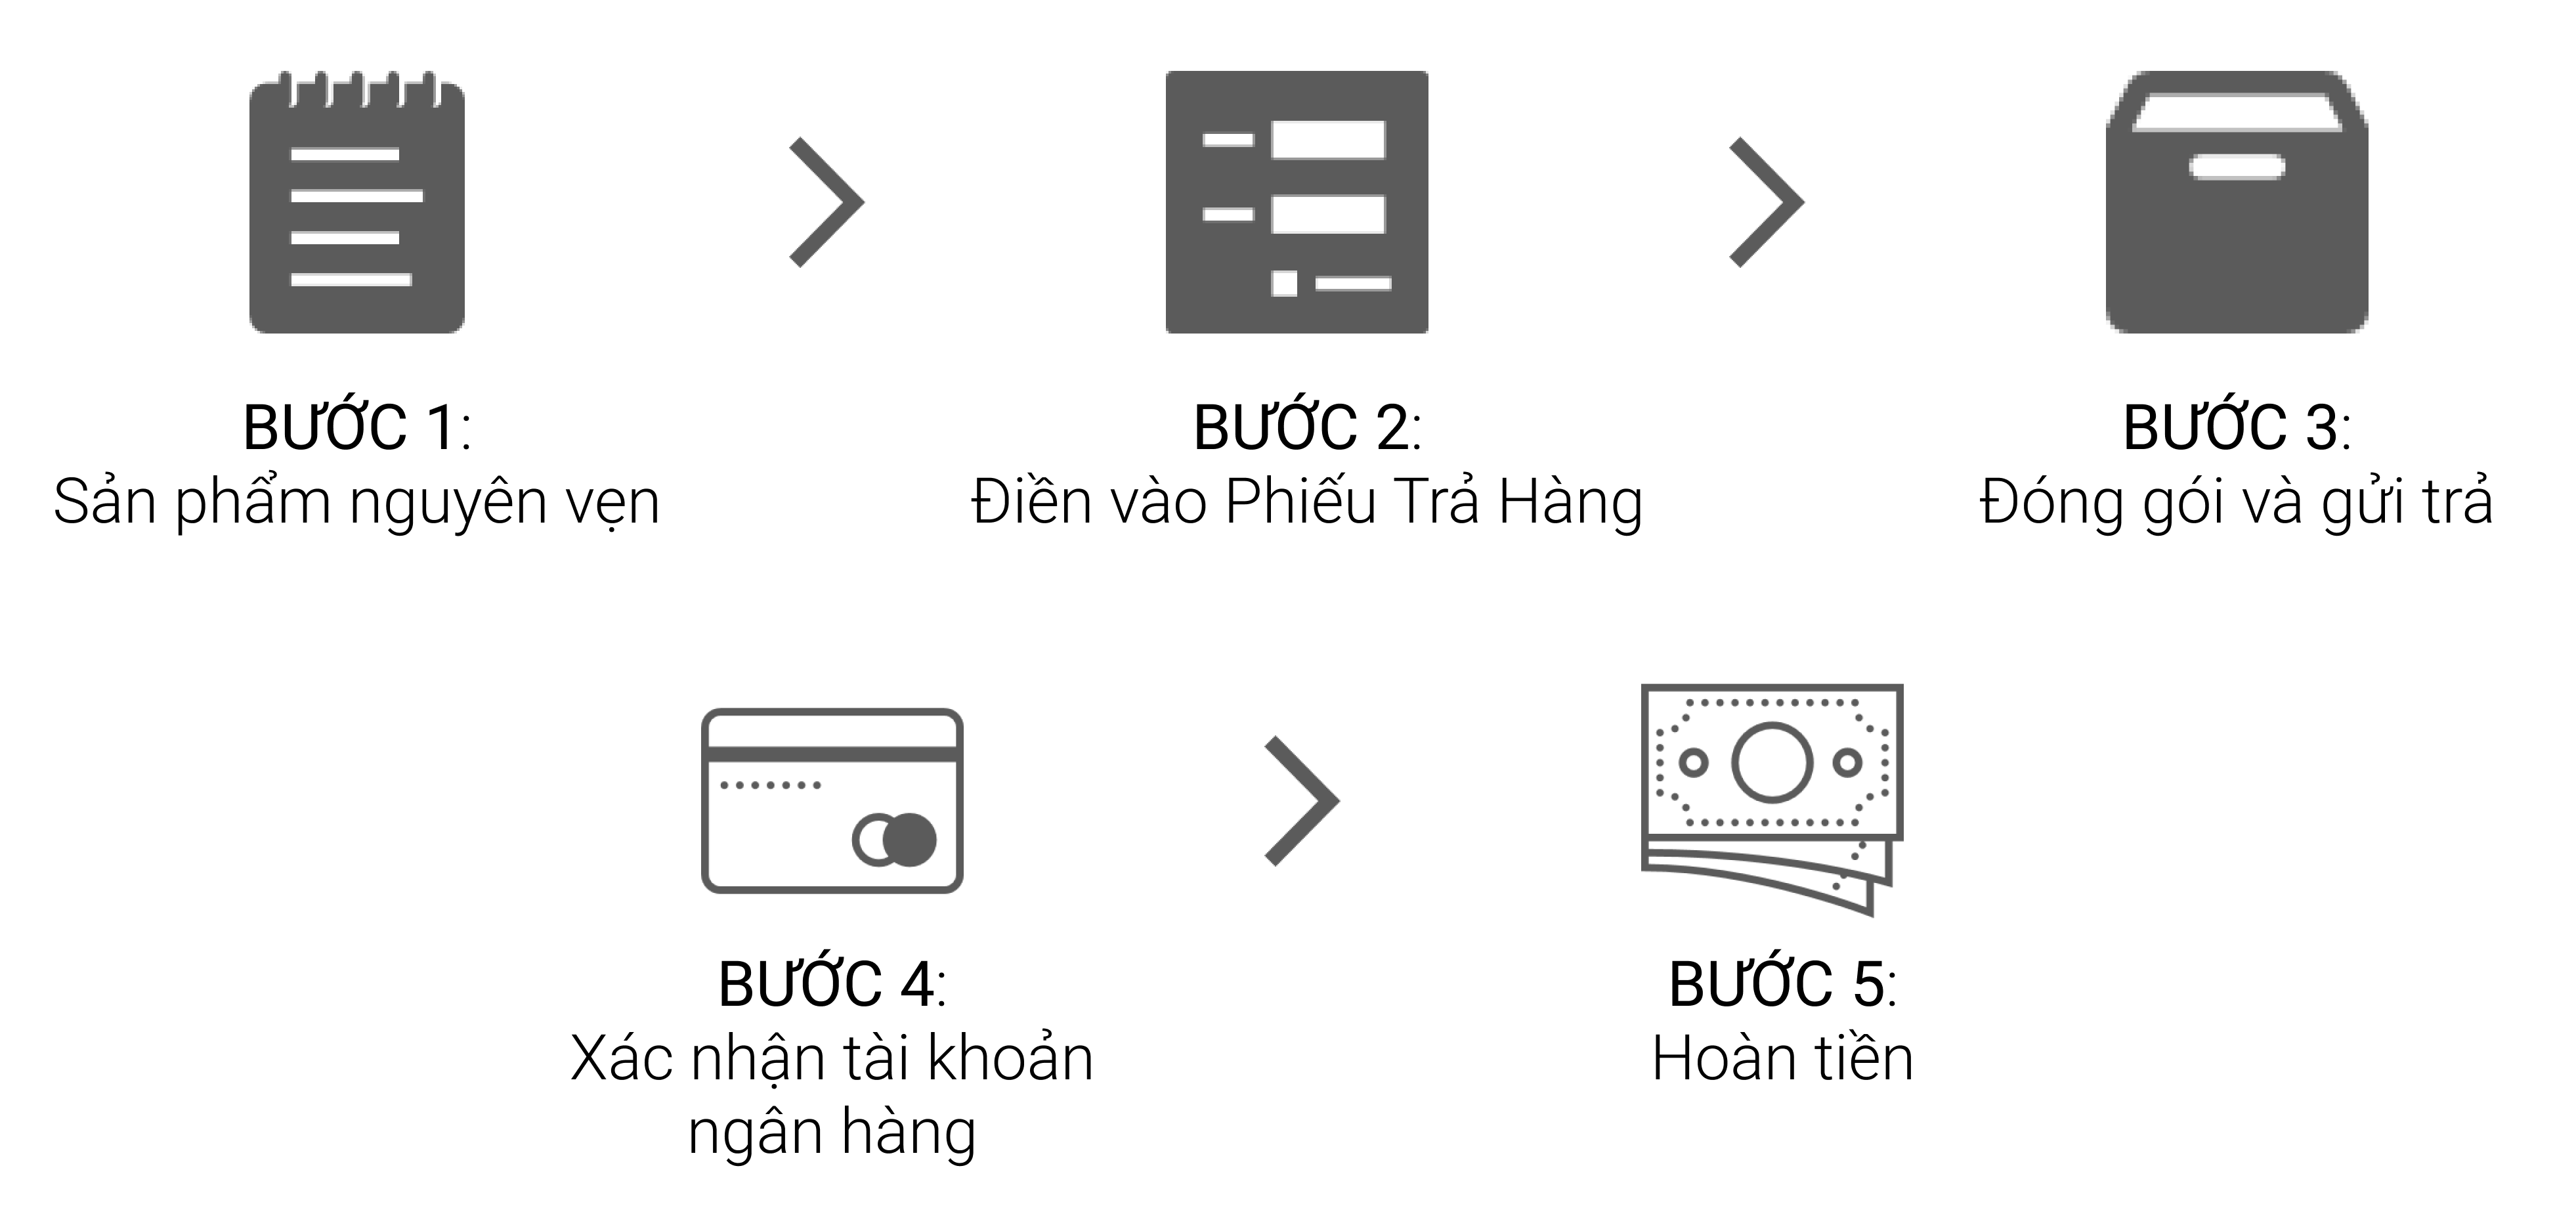 BƯỚC 1:
Sản phẩm nguyên vẹn
BƯỚC 2:
Điền vào Phiếu Trả Hàng
BƯỚC 3:
Đóng gói và gửi trả
BƯỚC 4:
Xác nhận tài khoản
ngân hàng
BƯỚC 5:
Hoàn tiền